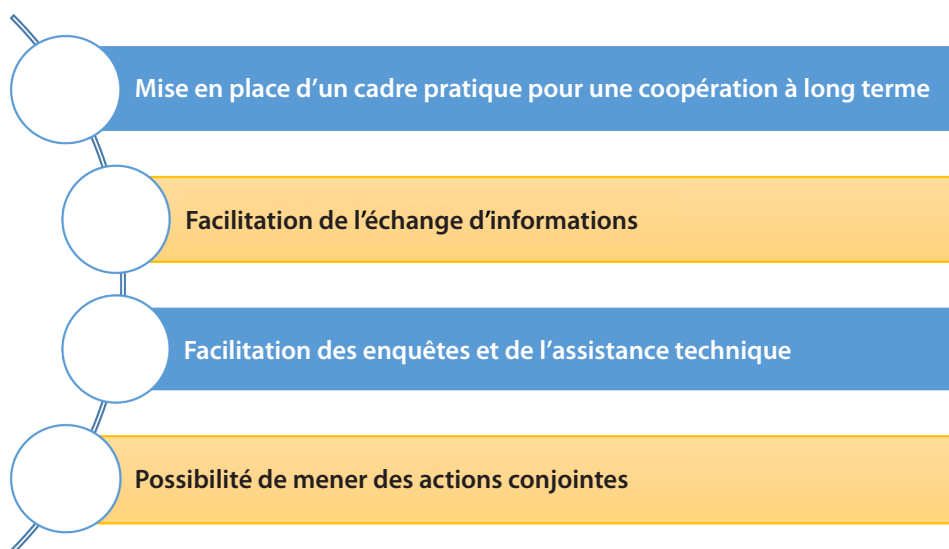 Mise en place d’un cadre pratique pour une coopération à long terme
Facilitation de l’échange d’informations
Facilitation des enquêtes et de l’assistance technique
Possibilité de mener des actions conjointes